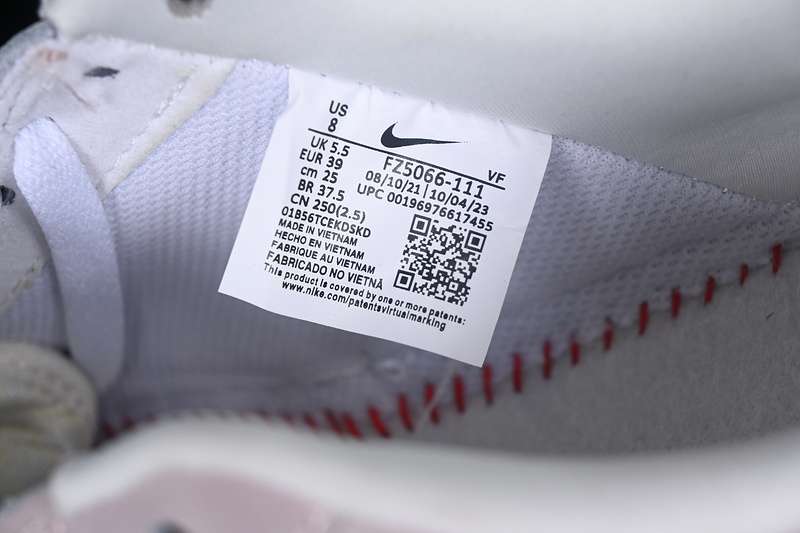 US
8
UK 5.5
EUR 39
cm 25
BR 37.5
CN 250(2.5)
FZ5066-111 VF
08/10/21 | 10/04/23
UPC 00196976617455
01B56TCEKDSKD
MADE IN VIETNAM
HECHO EN VIETNAM
FABRIQUE AU VIETNAM
FABRICADO NO VIETNÃ
This product is covered by one or more patents:
www.nike.com/patentsvirtualmarking